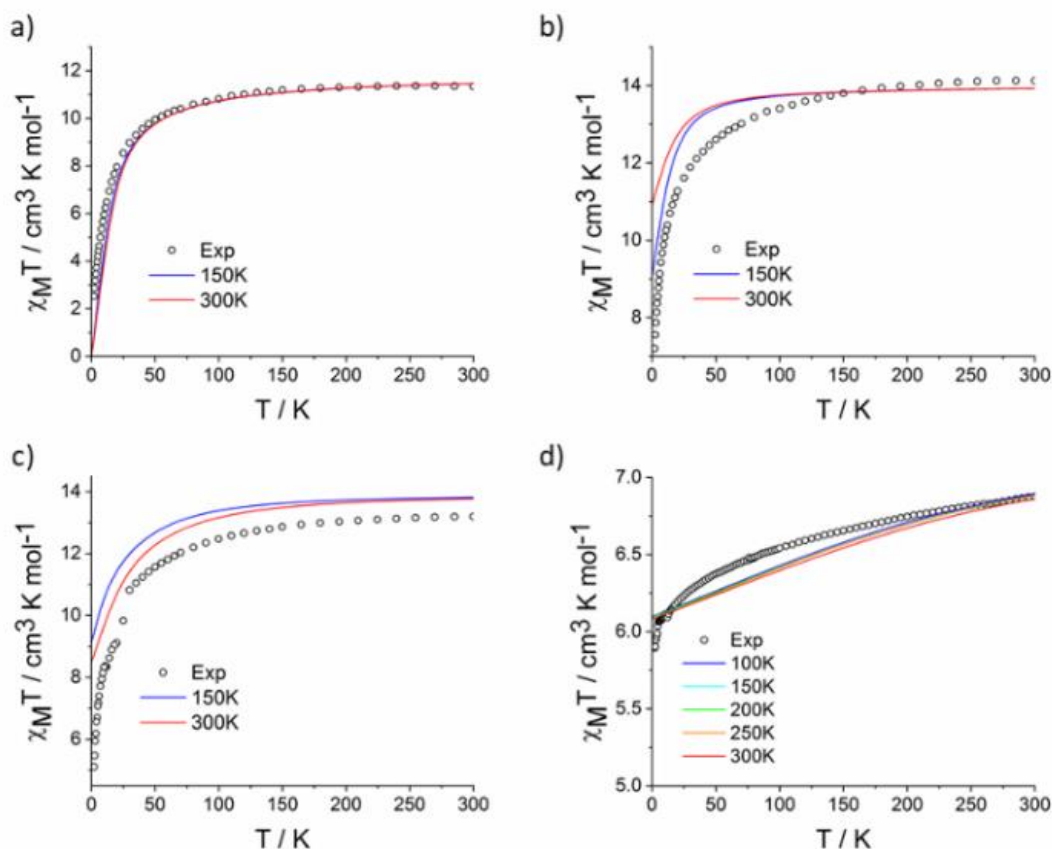 a)
12
10
8
6
4
2
0
χMT / cm³ K mol⁻¹
Exp
150K
300K
0 50 100 150 200 250 300
T / K
b)
14
12
10
8
χMT / cm³ K mol⁻¹
Exp
150K
300K
0 50 100 150 200 250 300
T / K
c)
14
12
10
8
6
χMT / cm³ K mol⁻¹
Exp
150K
300K
0 50 100 150 200 250 300
T / K
d)
7.0
6.5
6.0
5.5
5.0
χMT / cm³ K mol⁻¹
Exp
100K
150K
200K
250K
300K
0 50 100 150 200 250 300
T / K